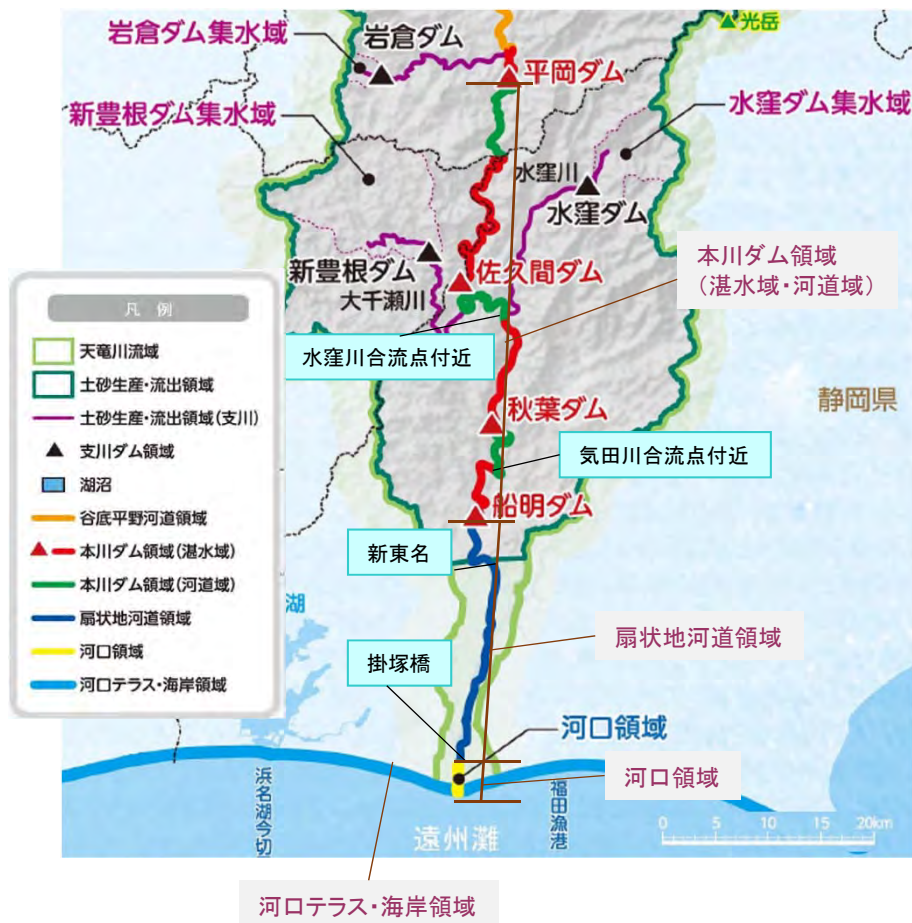 光岳
岩倉ダム集水域
岩倉ダム
平岡ダム
新豊根ダム集水域
水窪ダム集水域
水窪川
水窪ダム
本川ダム領域
（湛水域・河道域）
新豊根ダム
佐久間ダム
大千瀬川
水窪川合流点付近
秋葉ダム
静岡県
気田川合流点付近
船明ダム
新東名
湖
扇状地河道領域
掛塚橋
河口領域
河口領域
浜名湖今切
福田漁港
遠州灘
0 5 10 15 20km
河口テラス・海岸領域
凡例
天竜川流域
土砂生産・流出領域
土砂生産・流出領域(支川)
支川ダム領域
湖沼
谷底平野河道領域
本川ダム領域(湛水域)
本川ダム領域(河道域)
扇状地河道領域
河口領域
河口テラス・海岸領域